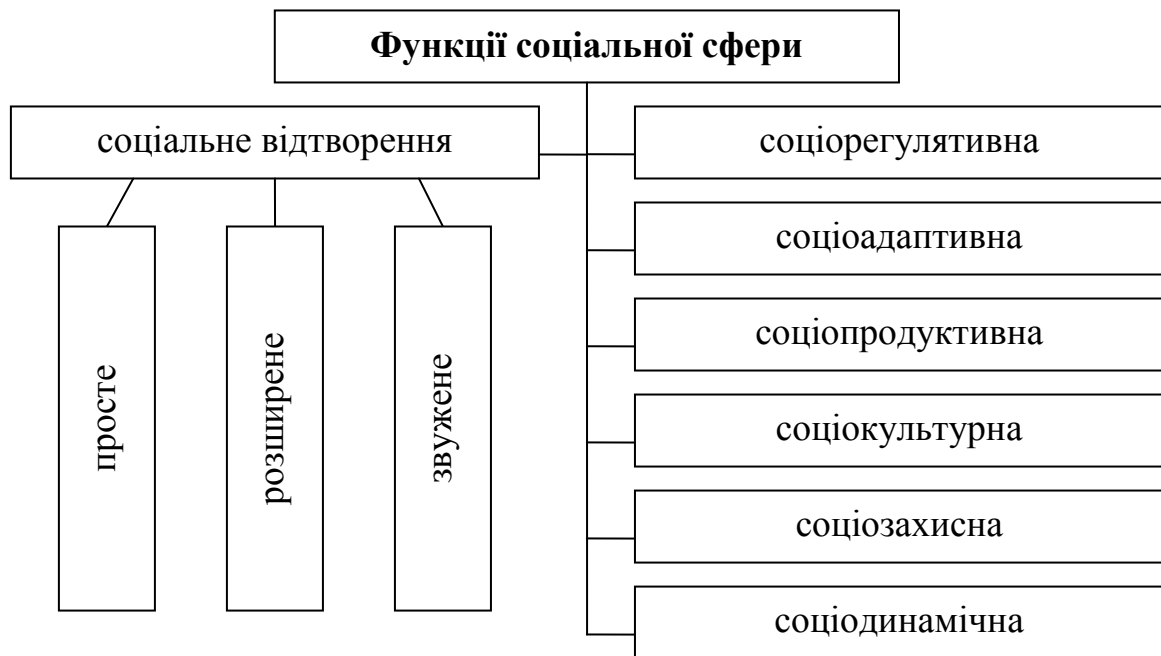 Функції соціальної сфери
соціальне відтворення
просте
розширене
звужене
соціорегулятивна
соціоадаптивна
соціопродуктивна
соціокультурна
соціозахисна
соціодинамічна